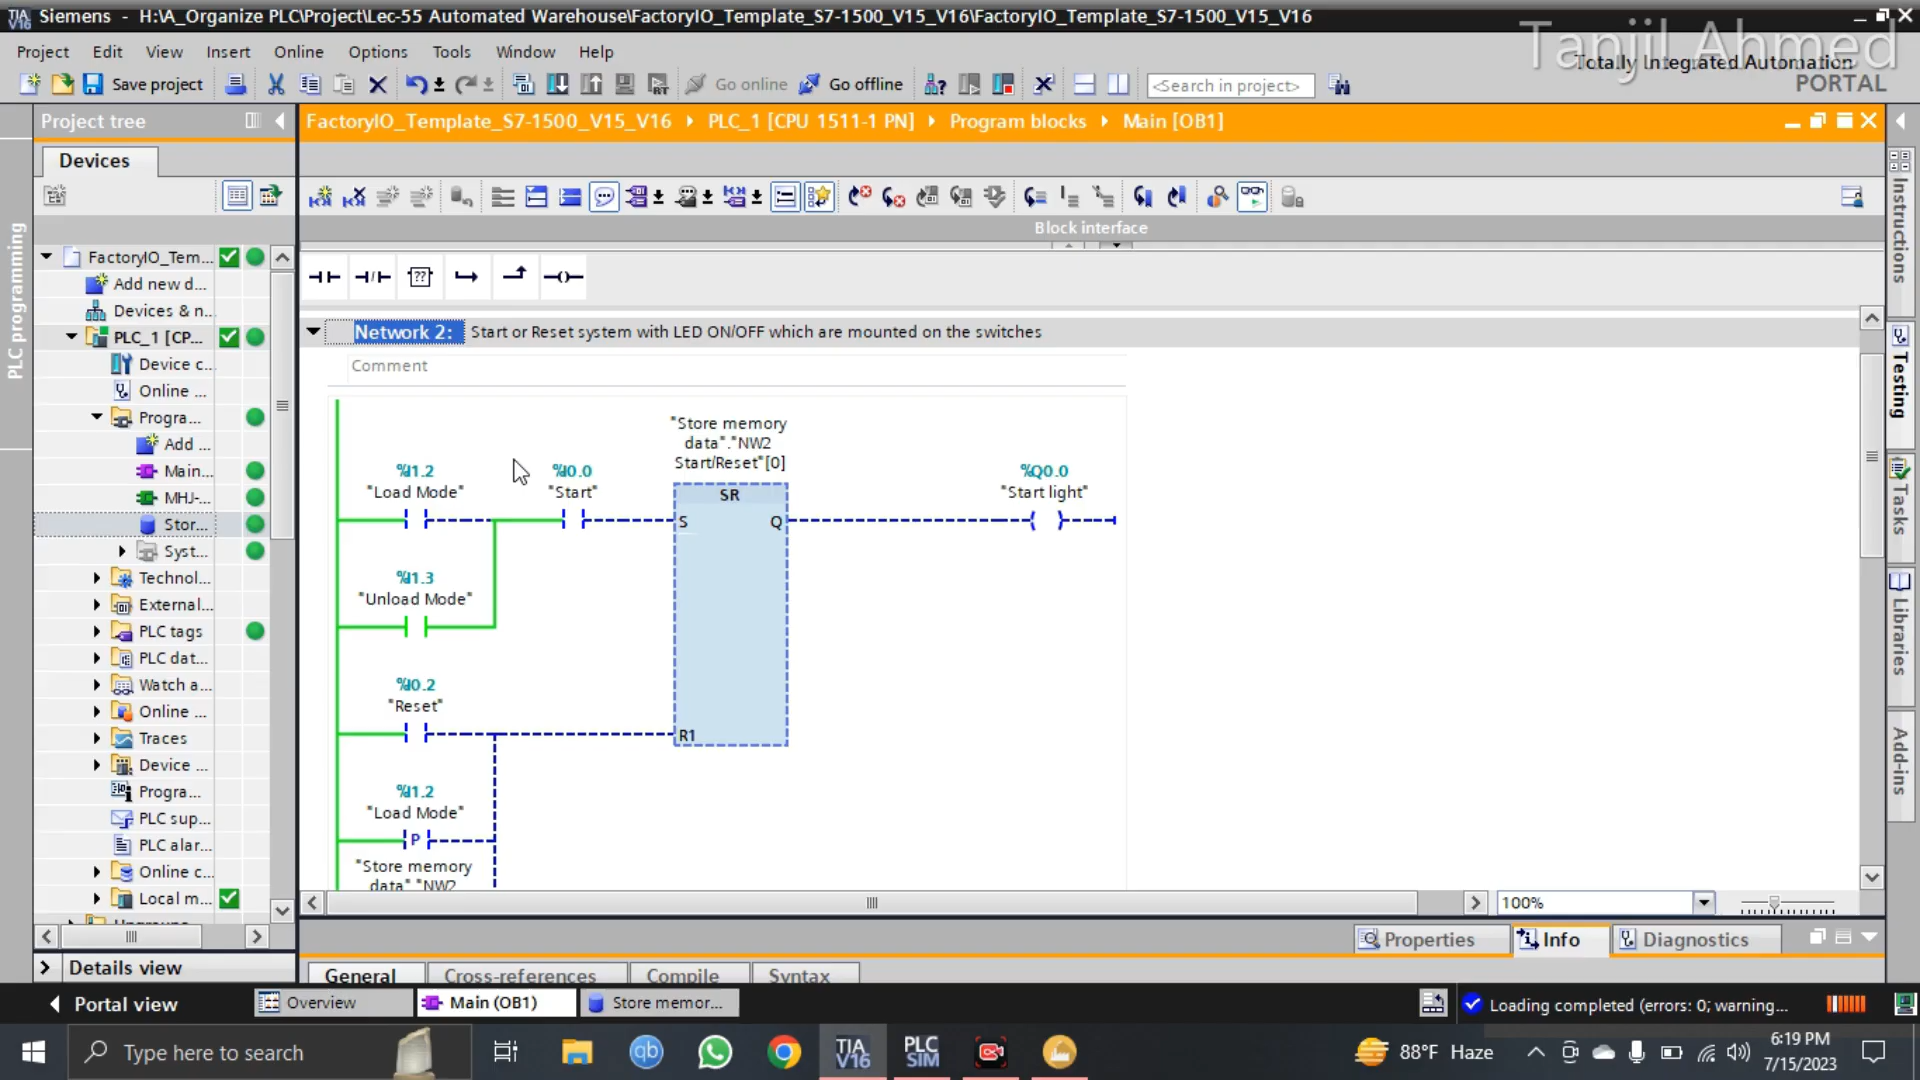 Siemens - H:\A_Organize PLC\Project\Lec-55 Automated Warehouse\FactoryIO_Template_S7-1500_V15_V16\FactoryIO_Template_S7-1500_V15_V16
Tanjil Ahmed
Project Edit View Insert Online Options Tools Window Help
Totally Integrated Automation
PORTAL
Save project
Go online
Go offline
<Search in project>
Project tree
FactoryIO_Template_S7-1500_V15_V16 PLC_1 [CPU 1511-1 PN] Program blocks Main [OB1]
Devices
Block interface
PLC programming
FactoryIO_Tem...
Add new d...
Devices & n...
PLC_1 [CP...
Device c...
Online ...
Progra...
Add ...
Main...
MHJ-...
Stor...
Syst...
Technol...
External...
PLC tags
PLC dat...
Watch a...
Online ...
Traces
Device ...
Progra...
PLC sup...
PLC alar...
Online c...
Local m...
Details view
Network 2: Start or Reset system with LED ON/OFF which are mounted on the switches
Comment
"Store memory
data"."NW2
Start/Reset"[0]
%I1.2
"Load Mode"
%I0.0
"Start"
SR
S
Q
%Q0.0
"Start light"
%I1.3
"Unload Mode"
%I0.2
"Reset"
R1
%I1.2
"Load Mode"
P
"Store memory
data"."NW2
100%
Instructions
Testing
Tasks
Libraries
Add-ins
Properties
Info
Diagnostics
General Cross-references Compile Syntax
Portal view
Overview
Main (OB1)
Store memor...
Loading completed (errors: 0; warning...
Type here to search
qb
TIA
V16
PLC
SIM
88°F Haze
6:19 PM
7/15/2023